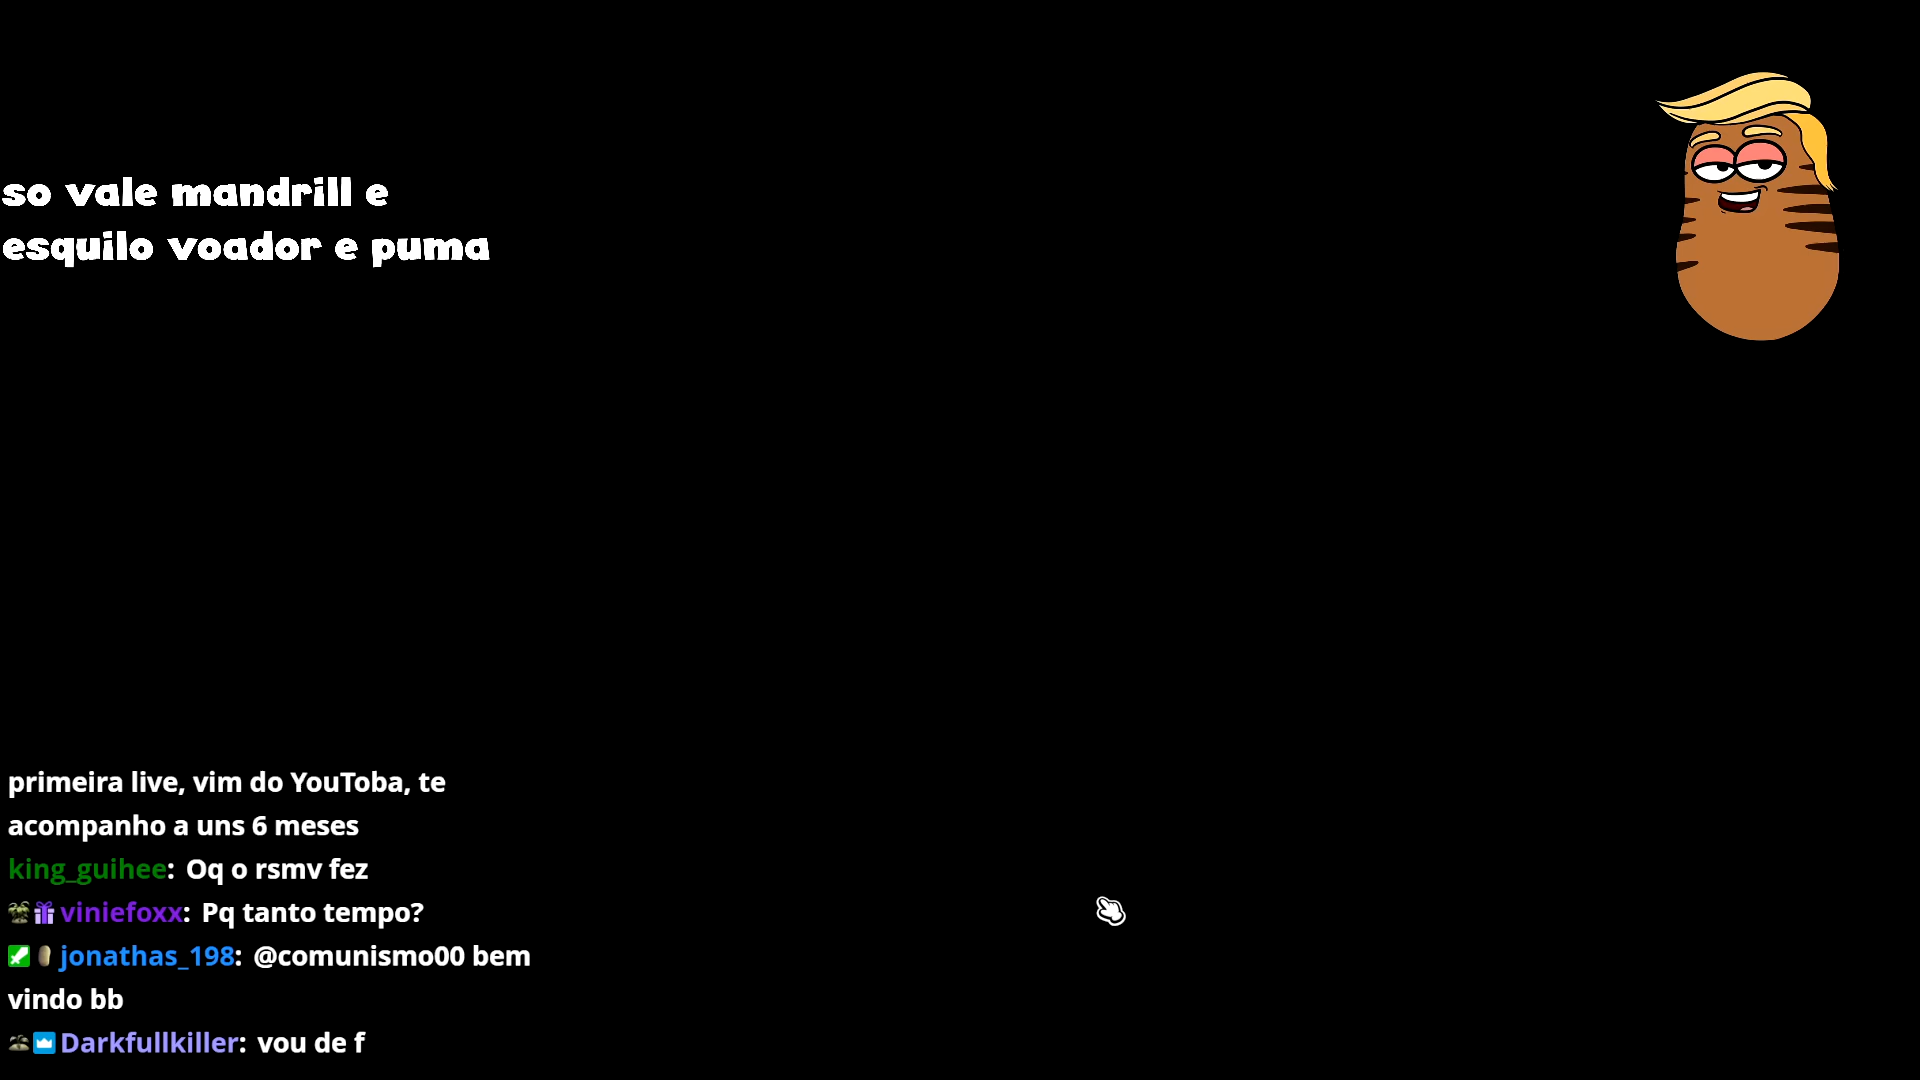 so vale mandrill e
esquilo voador e puma
primeira live, vim do YouToba, te
acompanho a uns 6 meses
king_guihee: Oq o rsmv fez
viniefoxx: Pq tanto tempo?
jonathas_198: @comunismo00 bem
vindo bb
Darkfullkiller: vou de f